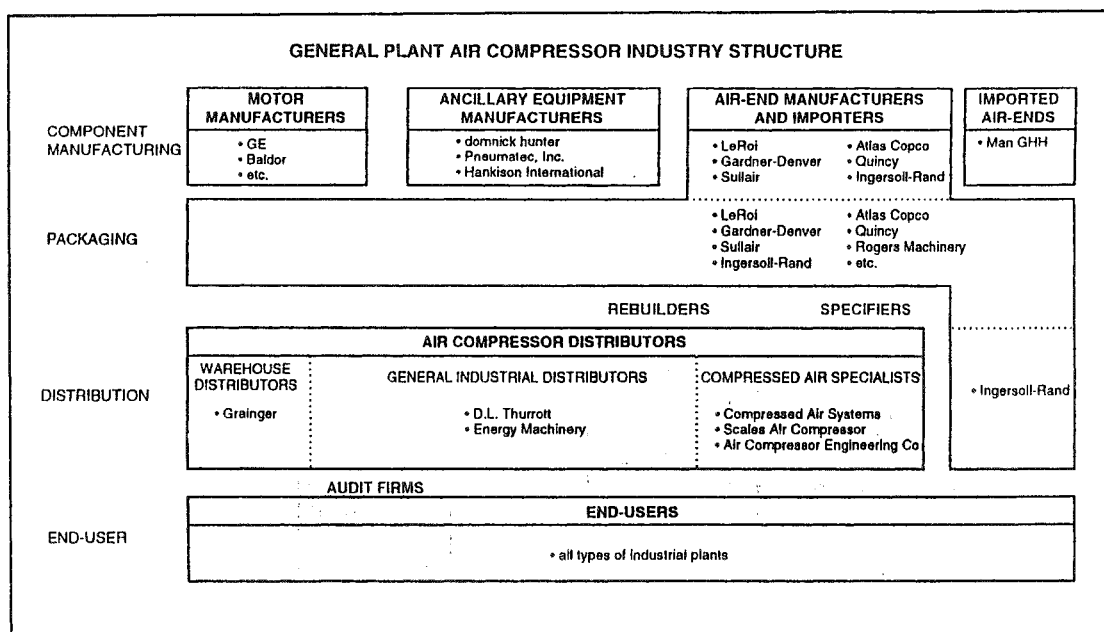 GENERAL PLANT AIR COMPRESSOR INDUSTRY STRUCTURE
COMPONENT
MANUFACTURING
MOTOR
MANUFACTURERS
• GE
• Baldor
• etc.
ANCILLARY EQUIPMENT
MANUFACTURERS
• domnick hunter
• Pneumatec, Inc.
• Hankison International
AIR-END MANUFACTURERS
AND IMPORTERS
• LeRoi
• Gardner-Denver
• Sullair
• Atlas Copco
• Quincy
• Ingersoll-Rand
IMPORTED
AIR-ENDS
• Man GHH
PACKAGING
• LeRoi
• Gardner-Denver
• Sullair
• Ingersoll-Rand
• Atlas Copco
• Quincy
• Rogers Machinery
• etc.
REBUILDERS
SPECIFIERS
DISTRIBUTION
AIR COMPRESSOR DISTRIBUTORS
WAREHOUSE
DISTRIBUTORS
• Grainger
GENERAL INDUSTRIAL DISTRIBUTORS
• D.L. Thurrott
• Energy Machinery
COMPRESSED AIR SPECIALISTS
• Compressed Air Systems
• Scales Air Compressor
• Air Compressor Engineering Co
• Ingersoll-Rand
AUDIT FIRMS
END-USER
END-USERS
• all types of industrial plants